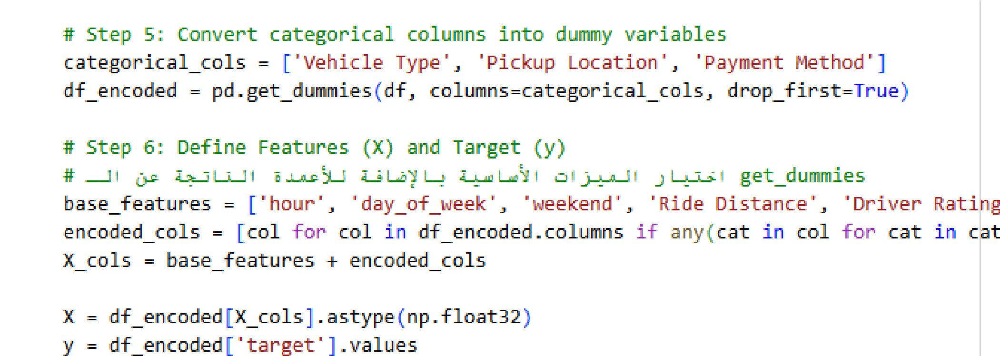 # Step 5: Convert categorical columns into dummy variables
categorical_cols = ['Vehicle Type', 'Pickup Location', 'Payment Method']
df_encoded = pd.get_dummies(df, columns=categorical_cols, drop_first=True)
# Step 6: Define Features (X) and Target (y)
# اختيار الميزات الأساسية بالإضافة للأعمدة الناتجة عن الـ get_dummies
base_features = ['hour', 'day_of_week', 'weekend', 'Ride Distance', 'Driver Rating
encoded_cols = [col for col in df_encoded.columns if any(cat in col for cat in cat
X_cols = base_features + encoded_cols
X = df_encoded[X_cols].astype(np.float32)
y = df_encoded['target'].values